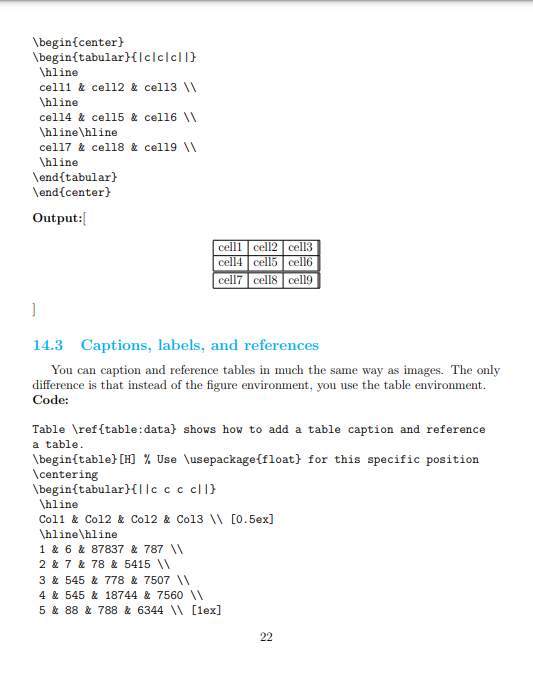 \begin{center}
\begin{tabular}{|c|c|c||}
\hline
cell1 & cell2 & cell3 \\
\hline
cell4 & cell5 & cell6 \\
\hline\hline
cell7 & cell8 & cell9 \\
\hline
\end{tabular}
\end{center}
Output:[
cell1 cell2 cell3
cell4 cell5 cell6
cell7 cell8 cell9
]
14.3 Captions, labels, and references
You can caption and reference tables in much the same way as images. The only
difference is that instead of the figure environment, you use the table environment.
Code:
Table \ref{table:data} shows how to add a table caption and reference
a table.
\begin{table}[H] % Use \usepackage{float} for this specific position
\centering
\begin{tabular}{||c c c c||}
\hline
Col1 & Col2 & Col2 & Col3 \\ [0.5ex]
\hline\hline
1 & 6 & 87837 & 787 \\
2 & 7 & 78 & 5415 \\
3 & 545 & 778 & 7507 \\
4 & 545 & 18744 & 7560 \\
5 & 88 & 788 & 6344 \\ [1ex]
22